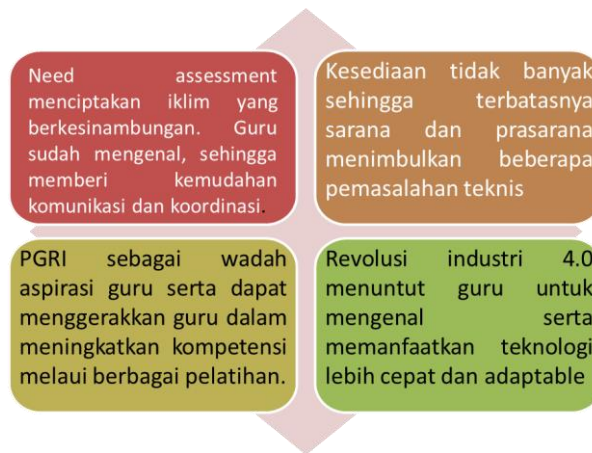 Need assessment
menciptakan iklim yang
berkesinambungan. Guru
sudah mengenal, sehingga
memberi kemudahan
komunikasi dan koordinasi.
Kesediaan tidak banyak
sehingga terbatasnya
sarana dan prasarana
menimbulkan beberapa
pemasalahan teknis
PGRI sebagai wadah
aspirasi guru serta dapat
menggerakkan guru dalam
meningkatkan kompetensi
melaui berbagai pelatihan.
Revolusi industri 4.0
menuntut guru untuk
mengenal serta
memanfaatkan teknologi
lebih cepat dan adaptable